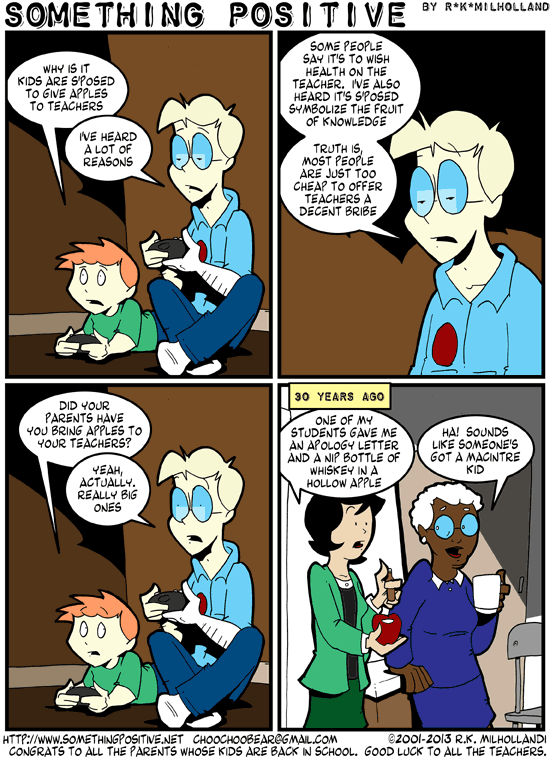 SOMETHING POSITIVE BY R*K*MILHOLLAND
WHY IS IT
KIDS ARE S'POSED
TO GIVE APPLES
TO TEACHERS
I'VE HEARD
A LOT OF
REASONS
SOME PEOPLE
SAY IT'S TO WISH
HEALTH ON THE
TEACHER. I'VE ALSO
HEARD IT'S S'POSED
SYMBOLIZE THE FRUIT
OF KNOWLEDGE
TRUTH IS,
MOST PEOPLE
ARE JUST TOO
CHEAP TO OFFER
TEACHERS A
DECENT BRIBE
DID YOUR
PARENTS HAVE
YOU BRING APPLES TO
YOUR TEACHERS?
YEAH,
ACTUALLY.
REALLY BIG
ONES
30 YEARS AGO
ONE OF MY
STUDENTS GAVE ME
AN APOLOGY LETTER
AND A NIP BOTTLE OF
WHISKEY IN A
HOLLOW APPLE
HA! SOUNDS
LIKE SOMEONE'S
GOT A MACINTRE
KID
HTTP://WWW.SOMETHINGPOSITIVE.NET CHOOCHOOBEAR@GMAIL.COM ©2001-2013 R.K. MILHOLLAND!
CONGRATS TO ALL THE PARENTS WHOSE KIDS ARE BACK IN SCHOOL. GOOD LUCK TO ALL THE TEACHERS.